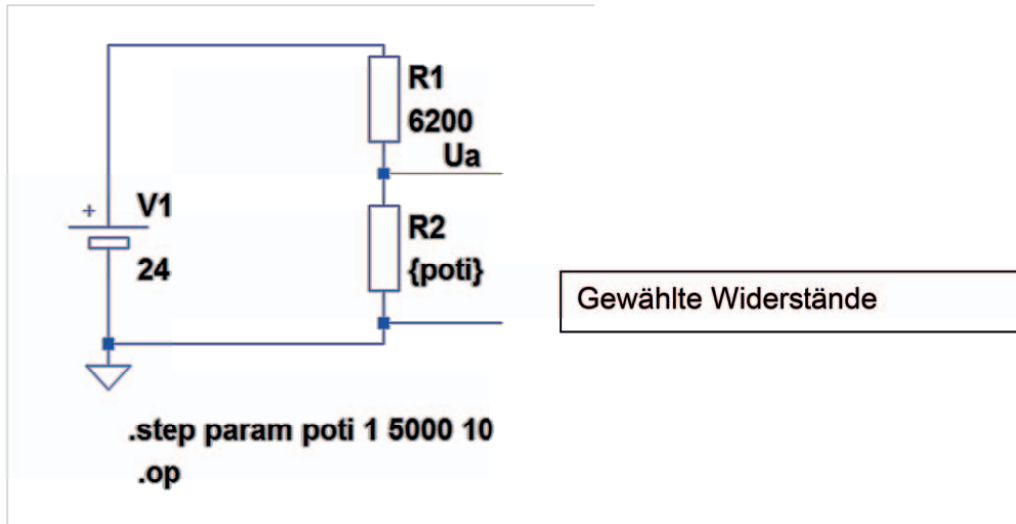 R1
6200
Ua
+
V1
24
R2
{poti}
Gewählte Widerstände
.step param poti 1 5000 10
.op